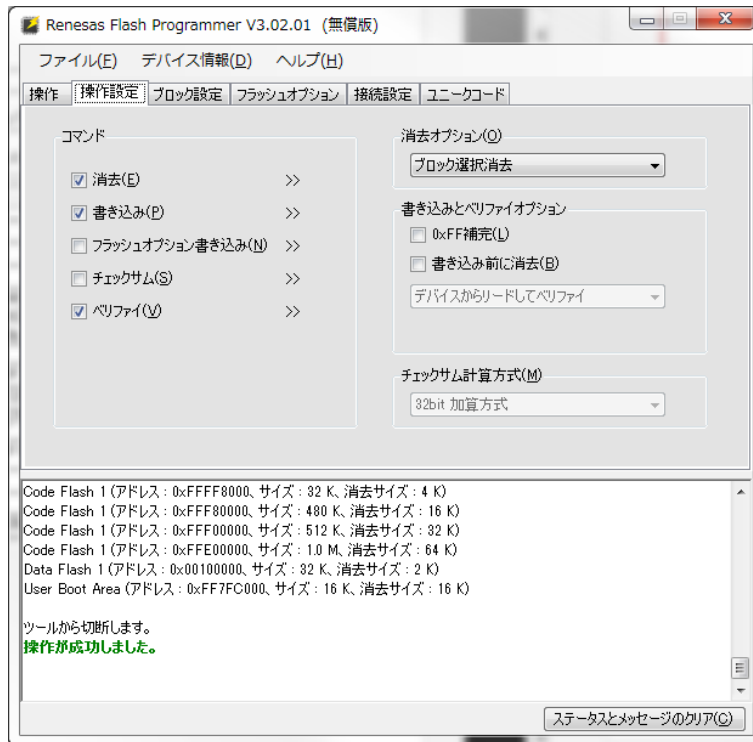 Renesas Flash Programmer V3.02.01 (無償版)
ファイル(F) デバイス情報(D) ヘルプ(H)
操作 操作設定 ブロック設定 フラッシュオプション 接続設定 ユニークコード
コマンド
消去(E) >>
書き込み(P) >>
フラッシュオプション書き込み(N) >>
チェックサム(S) >>
ベリファイ(V) >>
消去オプション(O)
ブロック選択消去
書き込みとベリファイオプション
0xFF補完(L)
書き込み前に消去(B)
デバイスからリードしてベリファイ
チェックサム計算方式(M)
32bit 加算方式
Code Flash 1 (アドレス : 0xFFFF8000、サイズ : 32 K、消去サイズ : 4 K)
Code Flash 1 (アドレス : 0xFFF80000、サイズ : 480 K、消去サイズ : 16 K)
Code Flash 1 (アドレス : 0xFFF00000、サイズ : 512 K、消去サイズ : 32 K)
Code Flash 1 (アドレス : 0xFFE00000、サイズ : 1.0 M、消去サイズ : 64 K)
Data Flash 1 (アドレス : 0x00100000、サイズ : 32 K、消去サイズ : 2 K)
User Boot Area (アドレス : 0xFF7FC000、サイズ : 16 K、消去サイズ : 16 K)
ツールから切断します。
操作が成功しました。
ステータスとメッセージのクリア(C)